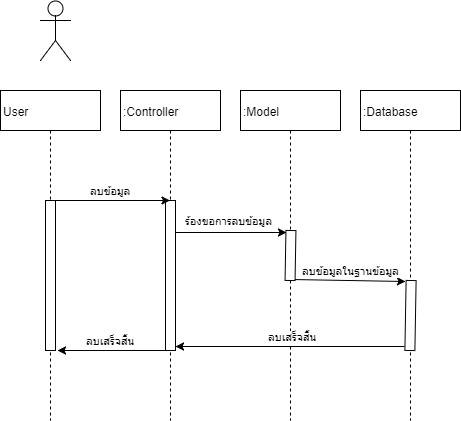 User
:Controller
:Model
:Database
ลบข้อมูล
ร้องขอการลบข้อมูล
ลบข้อมูลในฐานข้อมูล
ลบเสร็จสิ้น
ลบเสร็จสิ้น